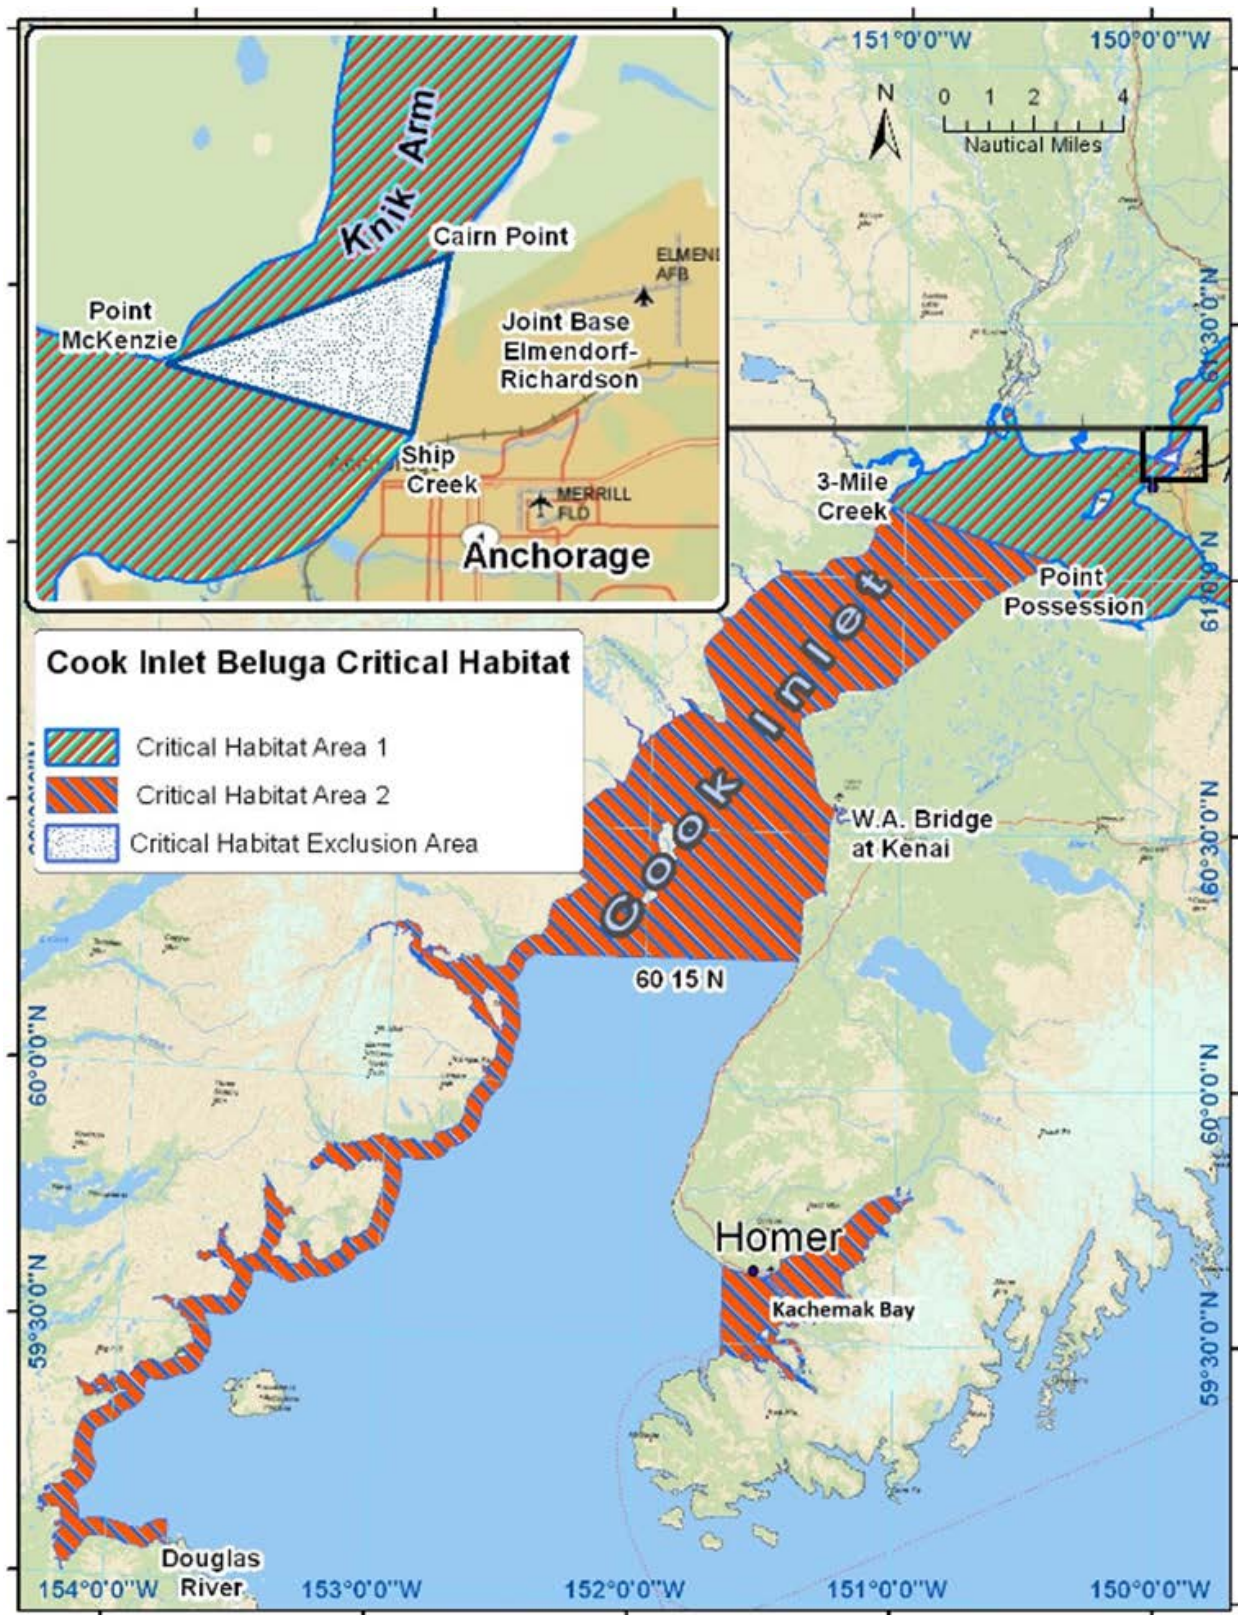 151°0'0"W
150°0'0"W
N
0 1 2 4
Nautical Miles
Knik Arm
Cairn Point
Point
McKenzie
AFB
Joint Base
Elmendorf-
Richardson
Ship
Creek
MERRILL
FLD
Anchorage
61°30'0"N
3-Mile
Creek
Point
Possession
61°0'0"N
Cook Inlet
Cook Inlet Beluga Critical Habitat
Critical Habitat Area 1
Critical Habitat Area 2
Critical Habitat Exclusion Area
W.A. Bridge
at Kenai
60°30'0"N
60 15 N
60°0'0"N
60°0'0"N
Homer
Kachemak Bay
59°30'0"N
59°30'0"N
Douglas
River
154°0'0"W
153°0'0"W
152°0'0"W
151°0'0"W
150°0'0"W